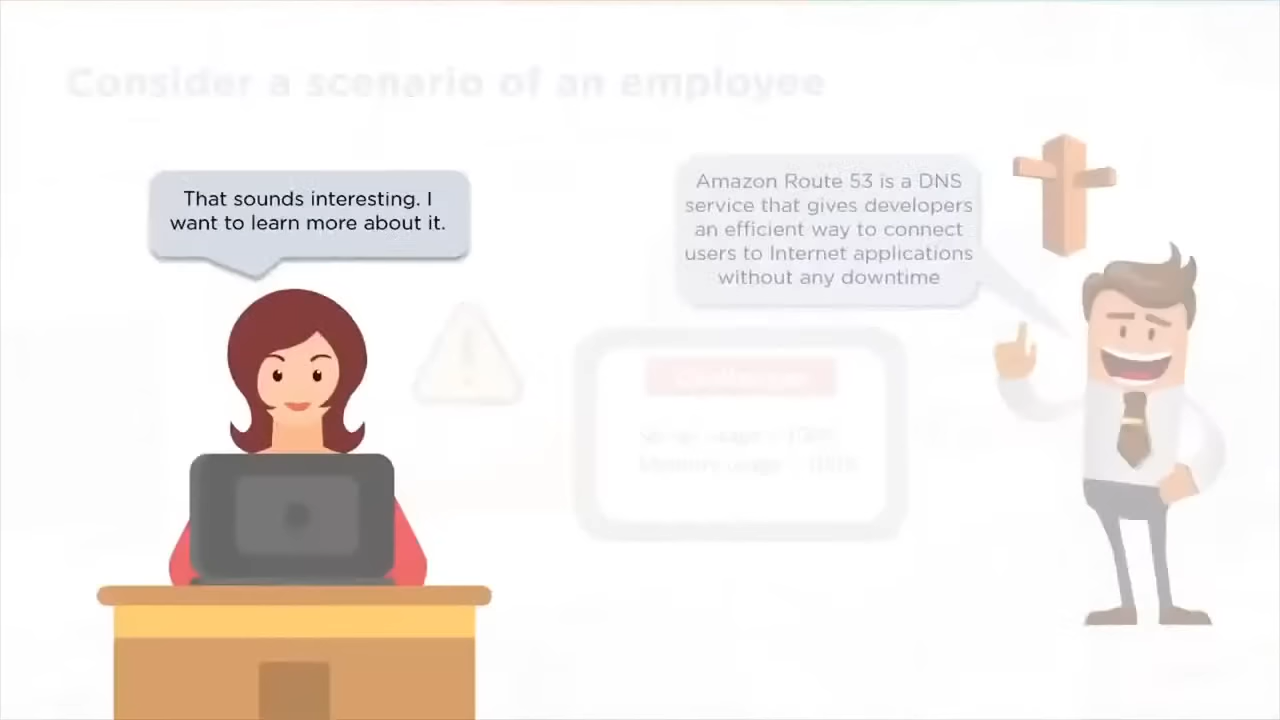 Consider a scenario of an employee
That sounds interesting. I
want to learn more about it.
Amazon Route 53 is a DNS
service that gives developers
an efficient way to connect
users to Internet applications
without any downtime